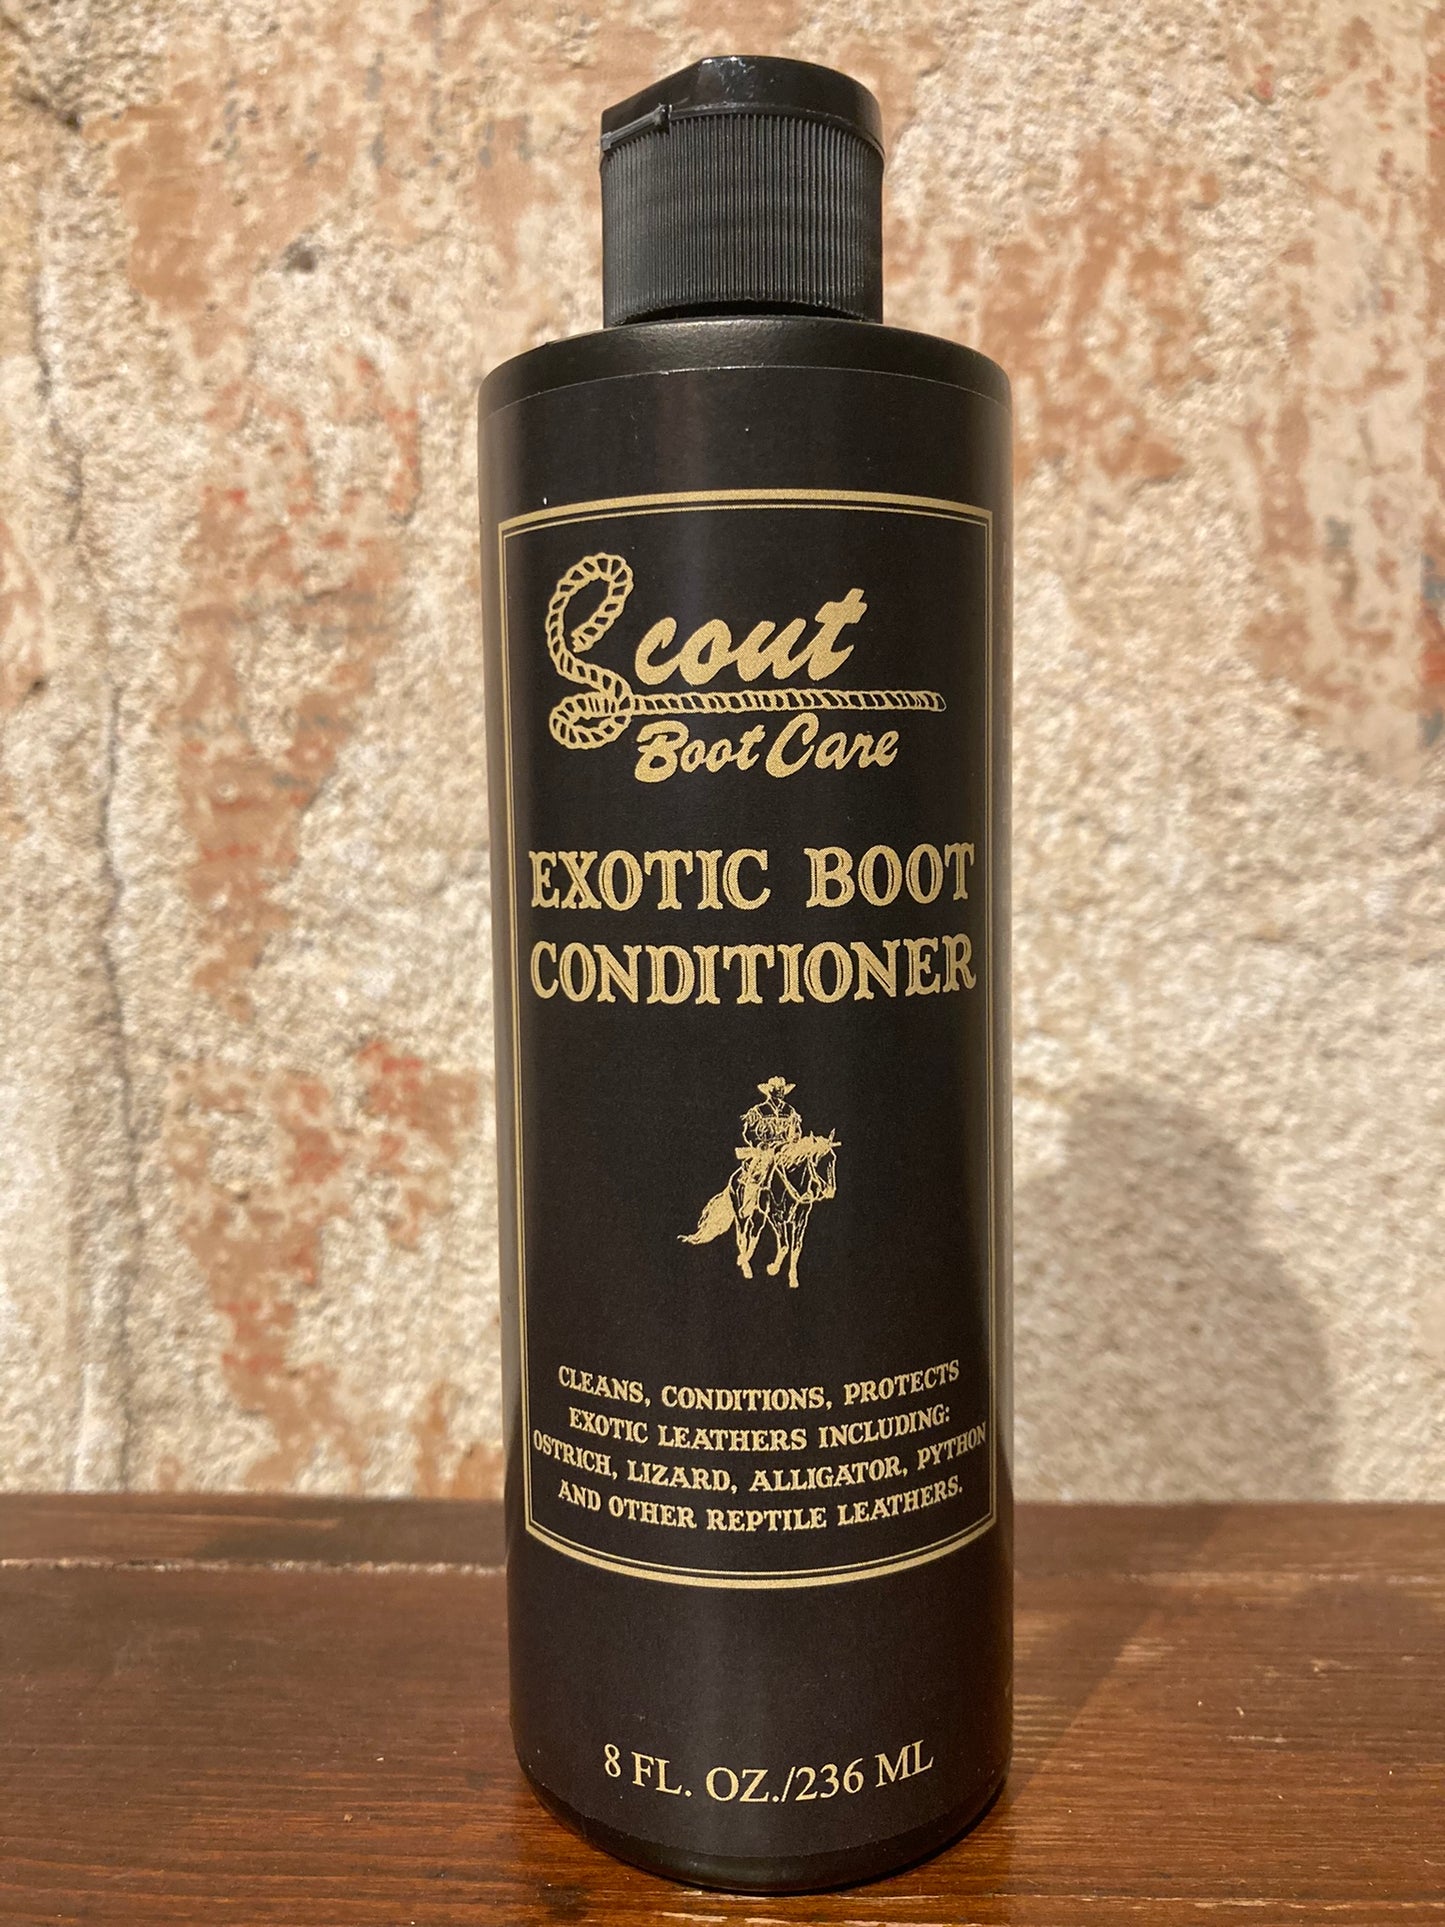 Scout
Boot Care
EXOTIC BOOT
CONDITIONER
CLEANS, CONDITIONS, PROTECTS
EXOTIC LEATHERS INCLUDING:
OSTRICH, LIZARD, ALLIGATOR, PYTHON
AND OTHER REPTILE LEATHERS.
8 FL. OZ./236 ML